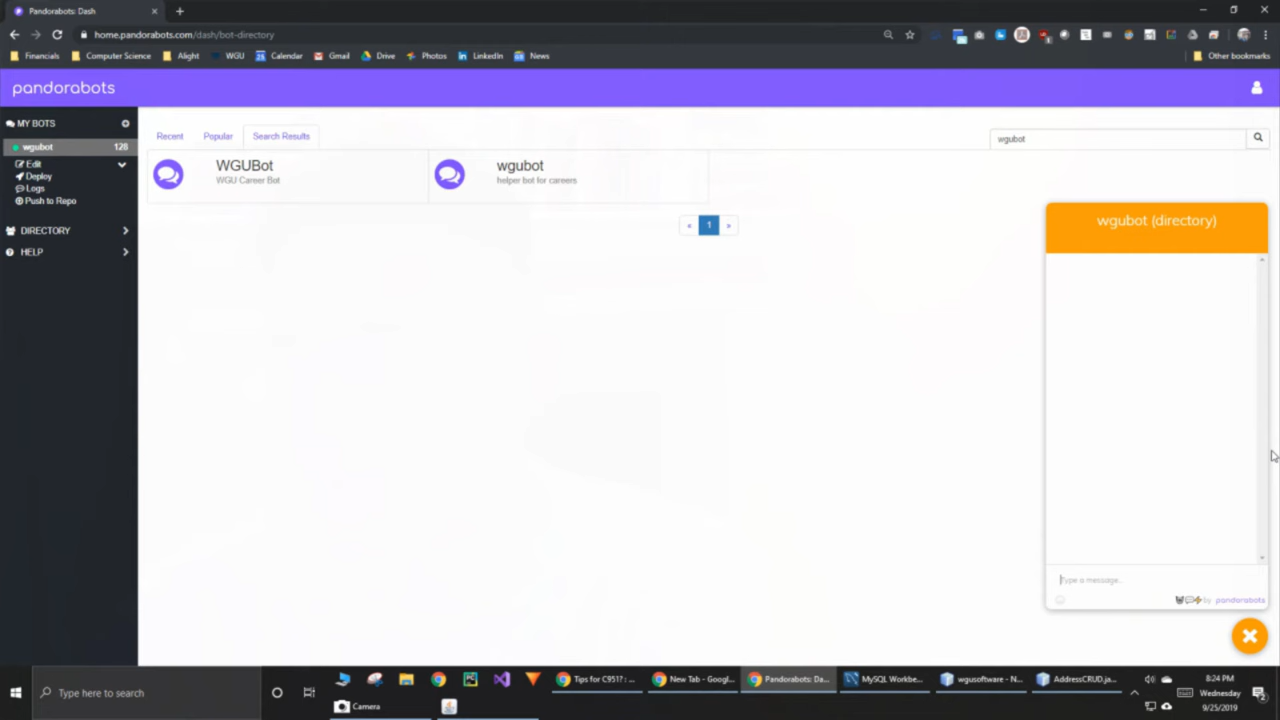 Pandorabots: Dash
home.pandorabots.com/dash/bot-directory
Financials Computer Science Alight WGU Calendar Gmail Drive Photos LinkedIn News Other bookmarks
pandorabots
MY BOTS
wgubot 128
Edit
Deploy
Logs
Push to Repo
DIRECTORY
HELP
Recent Popular Search Results
wgubot
WGUBot
WGU Career Bot
wgubot
helper bot for careers
« 1 »
wgubot (directory)
Type a message...
by pandorabots
Type here to search
Tips for C951? : ...
New Tab - Googl...
Pandorabots: Da...
MySQL Workbe...
wgusoftware - N...
AddressCRUD.ja...
Camera
8:24 PM
Wednesday
9/25/2019